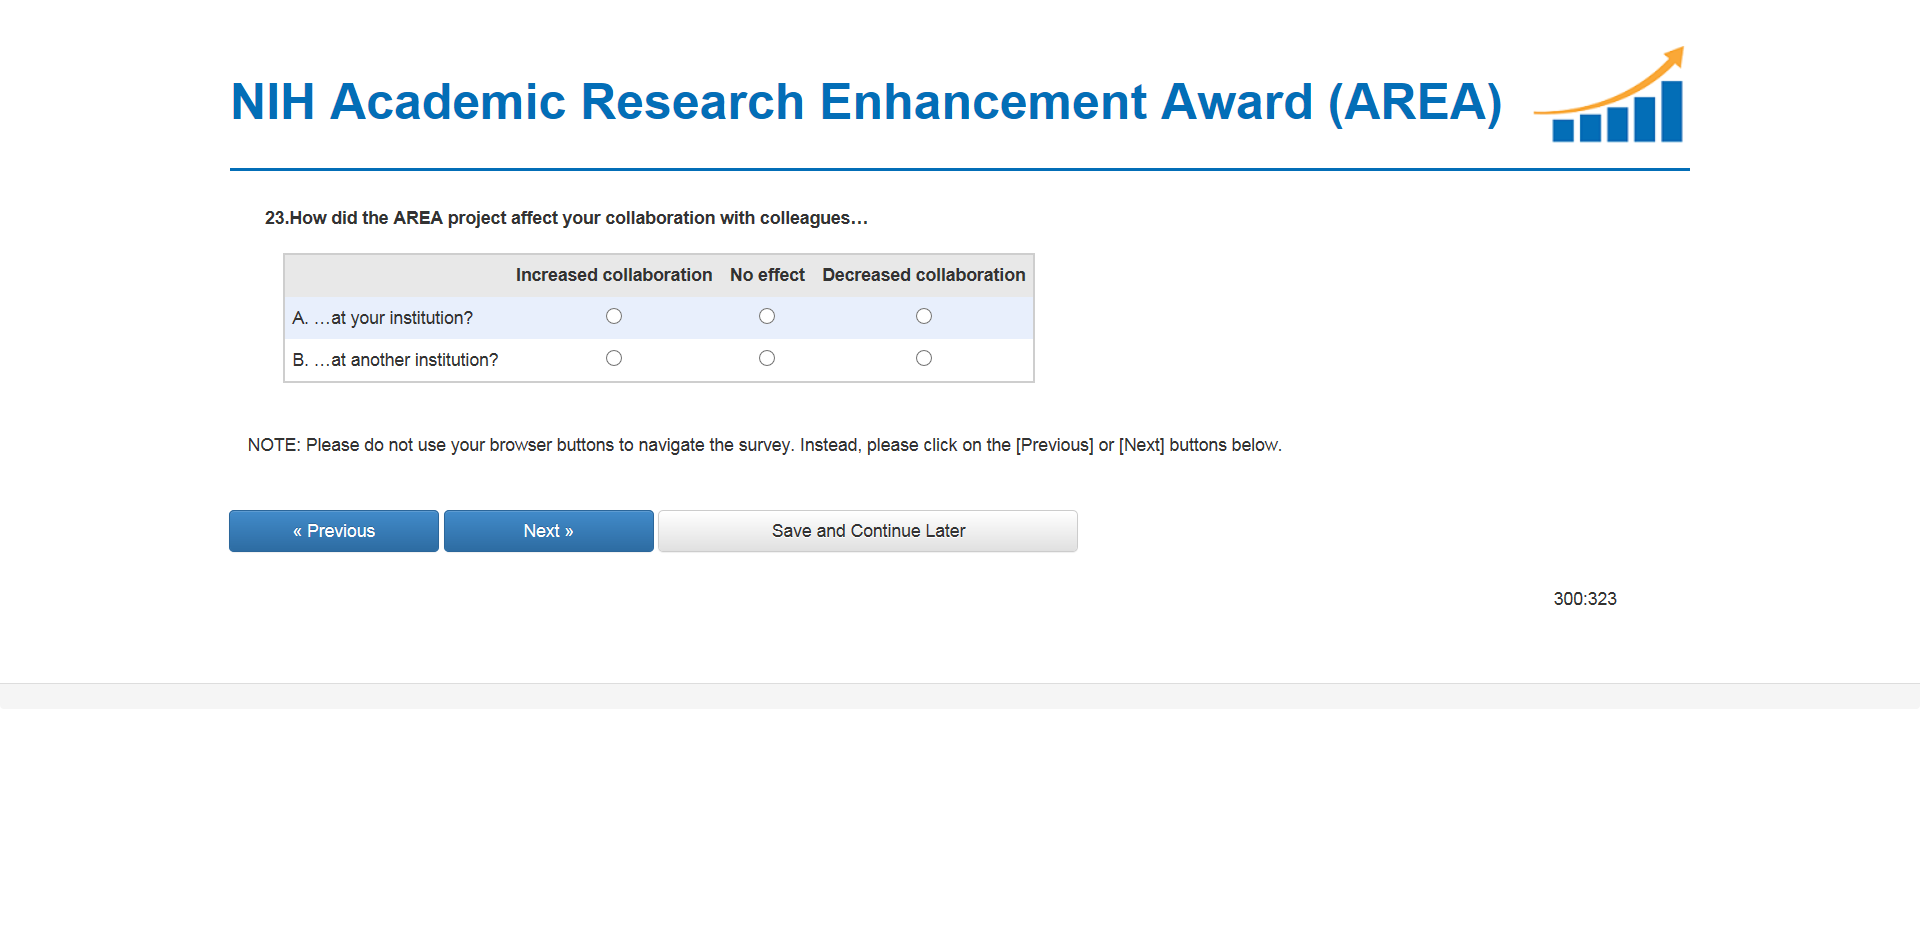 NIH Academic Research Enhancement Award (AREA)
23.How did the AREA project affect your collaboration with colleagues…
Increased collaboration No effect Decreased collaboration
A. …at your institution?
B. …at another institution?
NOTE: Please do not use your browser buttons to navigate the survey. Instead, please click on the [Previous] or [Next] buttons below.
« Previous Next » Save and Continue Later
300:323